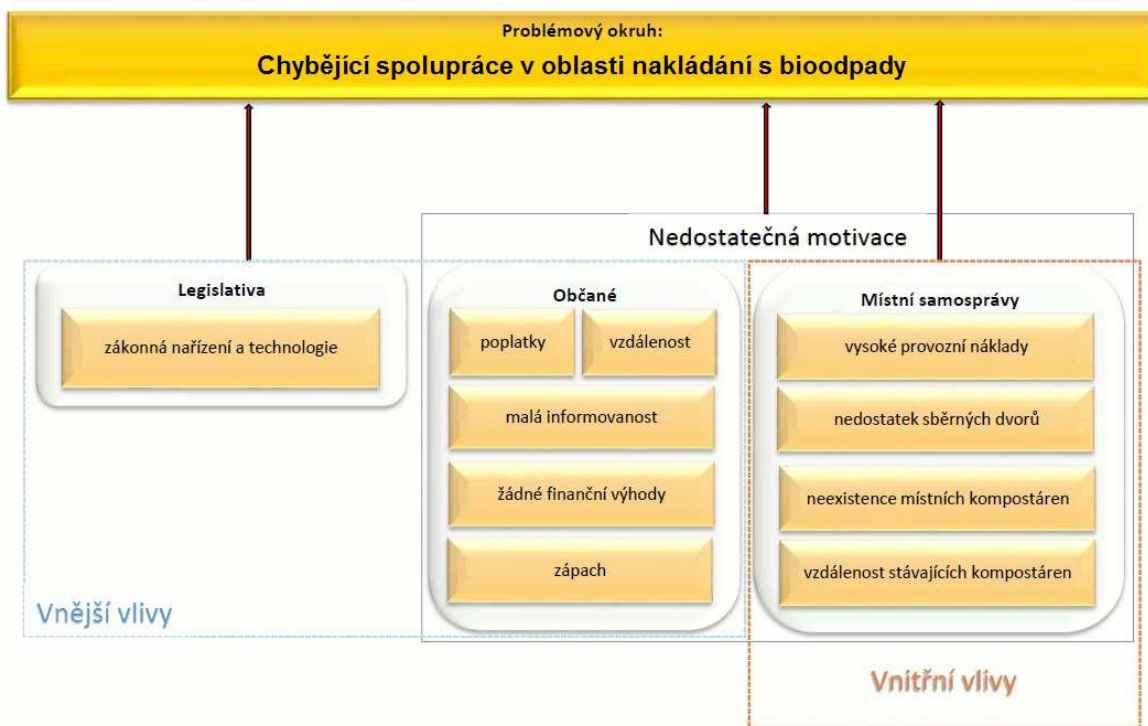 Problémový okruh:
Chybějící spolupráce v oblasti nakládání s bioodpady
Nedostatečná motivace
Legislativa
zákonná nařízení a technologie
Občané
poplatky
vzdálenost
malá informovanost
žádné finanční výhody
zápach
Místní samosprávy
vysoké provozní náklady
nedostatek sběrných dvorů
neexistence místních kompostáren
vzdálenost stávajících kompostáren
Vnější vlivy
Vnitřní vlivy